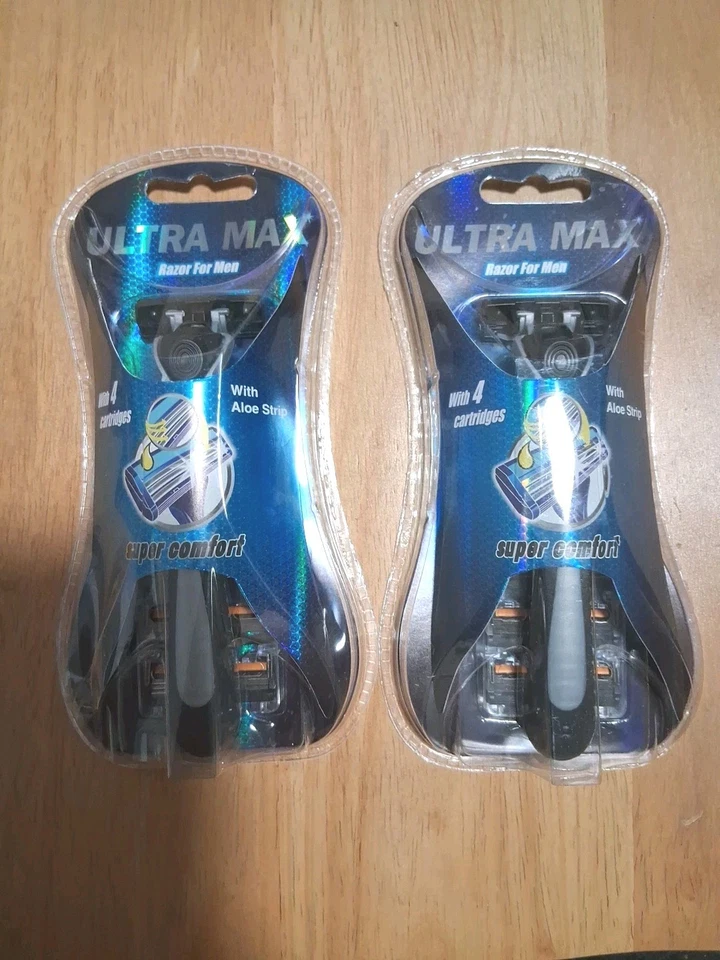 ULTRA MAX
Razor For Men
With 4
cartridges
With
Aloe Strip
super comfort
ULTRA MAX
Razor For Men
With 4
cartridges
With
Aloe Strip
super comfort